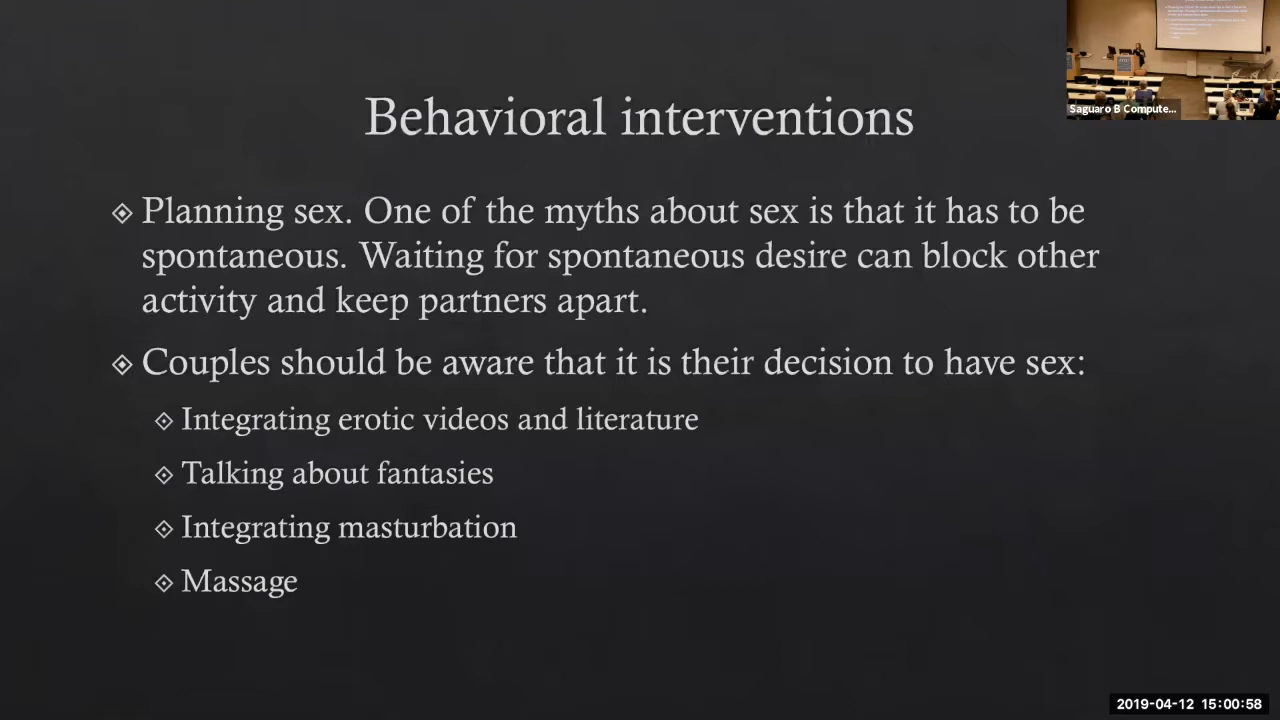 Behavioral interventions
Planning sex. One of the myths about sex is that it has to be
spontaneous. Waiting for spontaneous desire can block other
activity and keep partners apart.
Couples should be aware that it is their decision to have sex:
Integrating erotic videos and literature
Talking about fantasies
Integrating masturbation
Massage
Saguaro B Compute...
2019-04-12 15:00:58